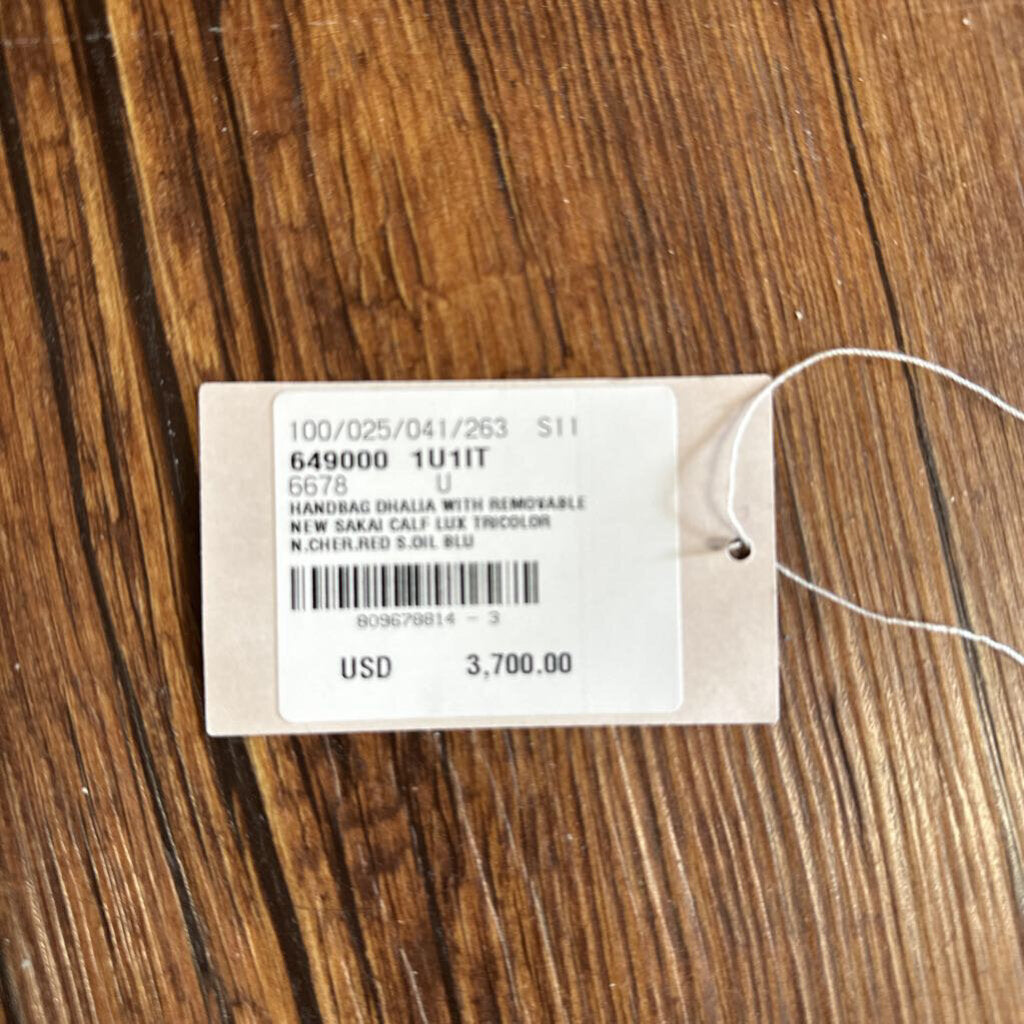 100/025/041/263 S11
649000 1U1IT
6678 U
HANDBAG DHALIA WITH REMOVABLE
NEW SAKAI CALF LUX TRICOLOR
N.CHER.RED S.OIL BLU
809678814 - 3
USD 3,700.00